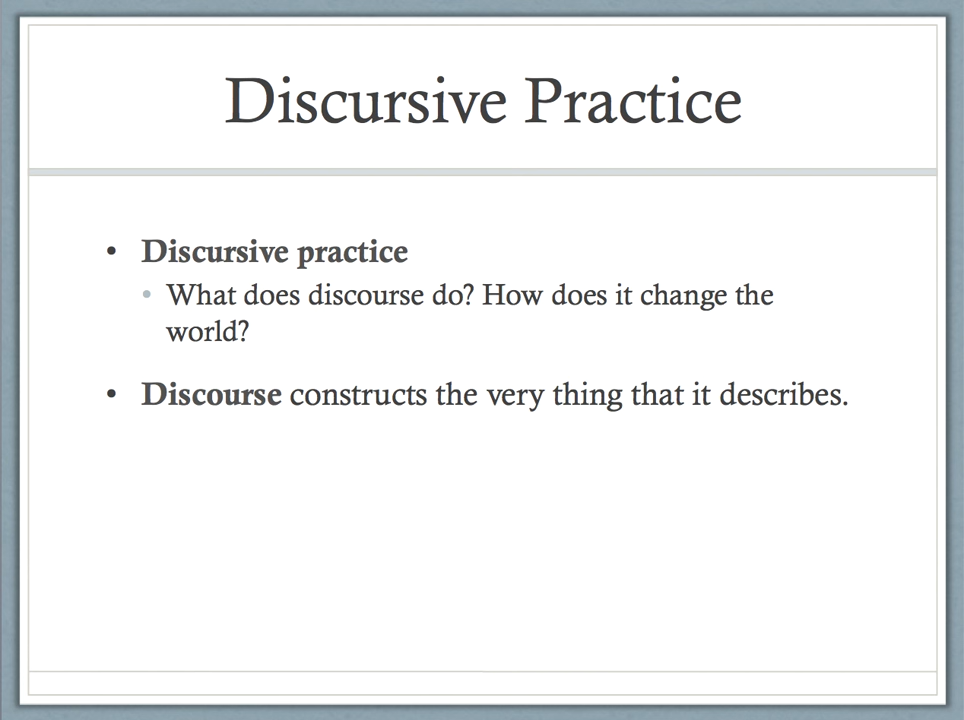 Discursive Practice
• Discursive practice
• What does discourse do? How does it change the
world?
• Discourse constructs the very thing that it describes.